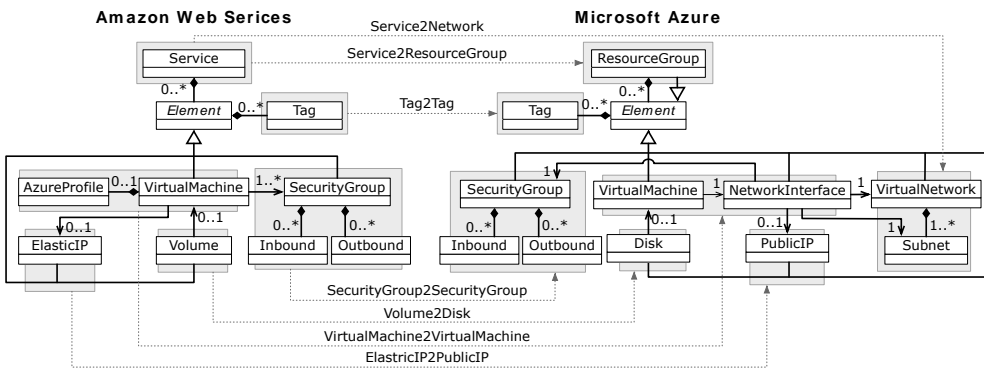 Amazon Web Serices
Microsoft Azure
Service2Network
Service
Service2ResourceGroup
ResourceGroup
0..*
0..*
Element
0..*
Tag
Tag2Tag
Tag
0..*
Element
AzureProfile
0..1
VirtualMachine
1..*
SecurityGroup
SecurityGroup
1
VirtualMachine
1
NetworkInterface
1
VirtualNetwork
0..1
0..1
0..*
0..*
0..*
0..*
0..1
0..1
1
1..*
ElasticIP
Volume
Inbound
Outbound
Inbound
Outbound
Disk
PublicIP
Subnet
SecurityGroup2SecurityGroup
Volume2Disk
VirtualMachine2VirtualMachine
ElastricIP2PublicIP